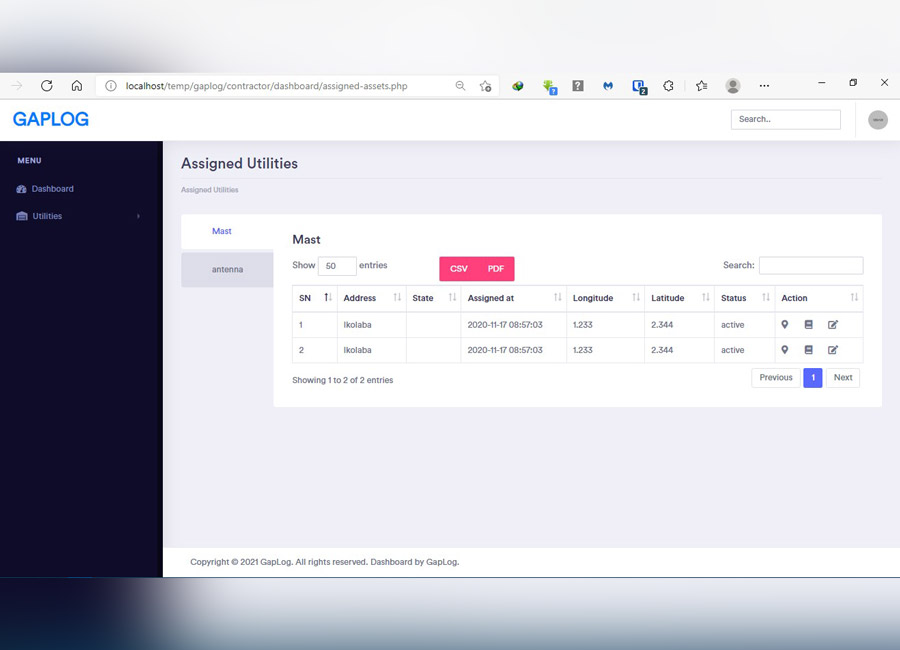 localhost/temp/gaplog/contractor/dashboard/assigned-assets.php
?
?
2
GAPLOG
Search..
MENU
Dashboard
Utilities
Assigned Utilities
Assigned Utilities
Mast
antenna
Mast
Show 50 entries
CSV PDF
Search:
SN Address State Assigned at Longitude Latitude Status Action
1 Ikolaba 2020-11-17 08:57:03 1.233 2.344 active
2 Ikolaba 2020-11-17 08:57:03 1.233 2.344 active
Showing 1 to 2 of 2 entries
Previous 1 Next
Copyright © 2021 GapLog. All rights reserved. Dashboard by GapLog.